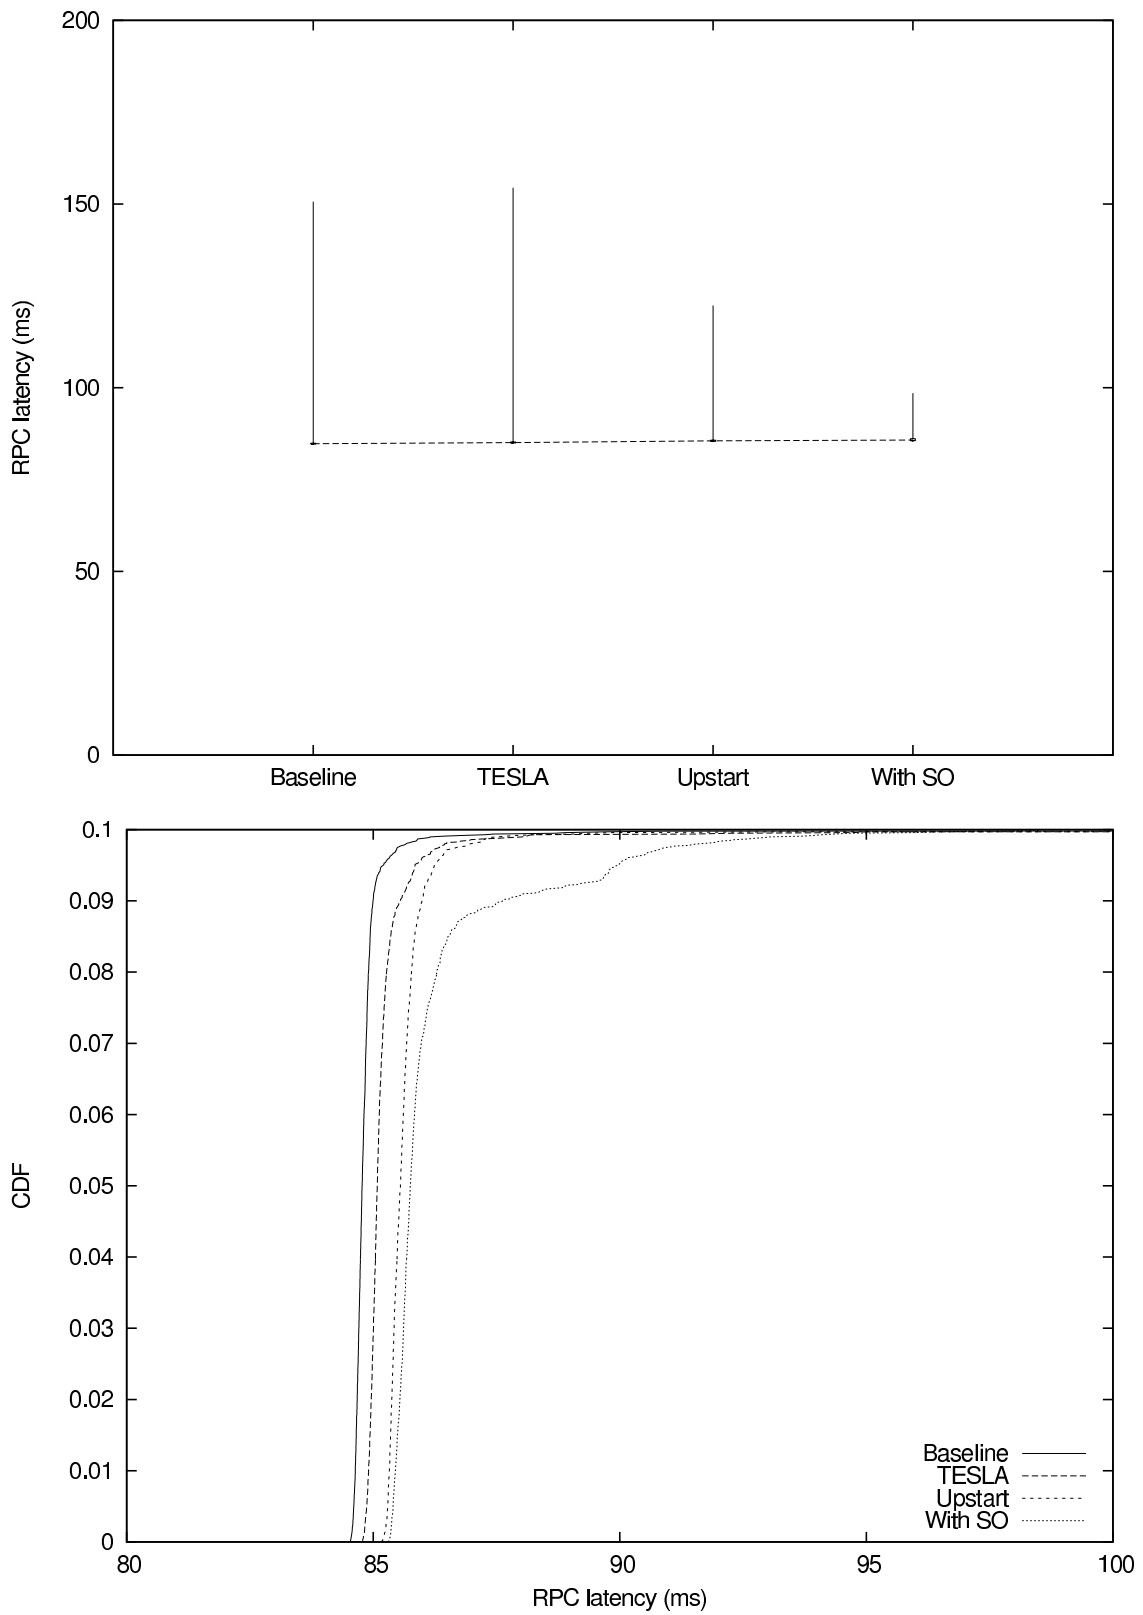 200
150
100
50
0
RPC latency (ms)
Baseline TESLA Upstart With SO
0.1
0.09
0.08
0.07
0.06
0.05
0.04
0.03
0.02
0.01
0
CDF
Baseline
TESLA
Upstart
With SO
80 85 90 95 100
RPC latency (ms)